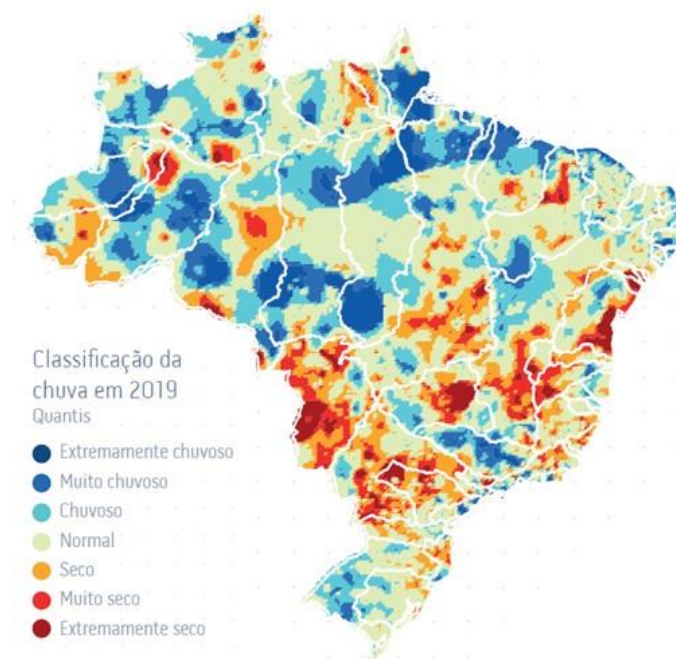 Classificação da
chuva em 2019
Quantis
Extremamente chuvoso
Muito chuvoso
Chuvoso
Normal
Seco
Muito seco
Extremamente seco